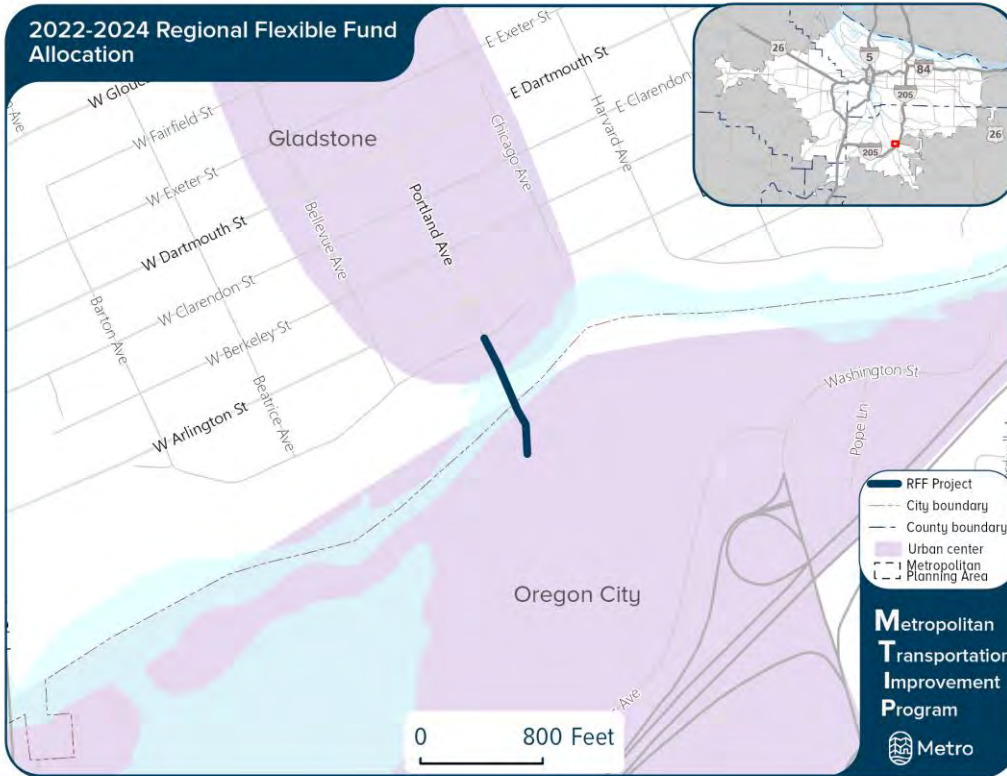 2022-2024 Regional Flexible Fund
Allocation
26
5
84
205
205
26
E Exeter St
W Glouc
E Dartmouth St
W Fairfield St
E Clarendon
Harvard Ave
Chicago Ave
Gladstone
W Exeter St
Portland Ave
Bellevue Ave
W Dartmouth St
W Clarendon St
Barton Ave
W Berkeley St
Beatrice Ave
W Arlington St
Washington St
Pope Ln
Oregon City
Ave
0 800 Feet
RFF Project
City boundary
County boundary
Urban center
Metropolitan
Planning Area
Metropolitan
Transportation
Improvement
Program
Metro